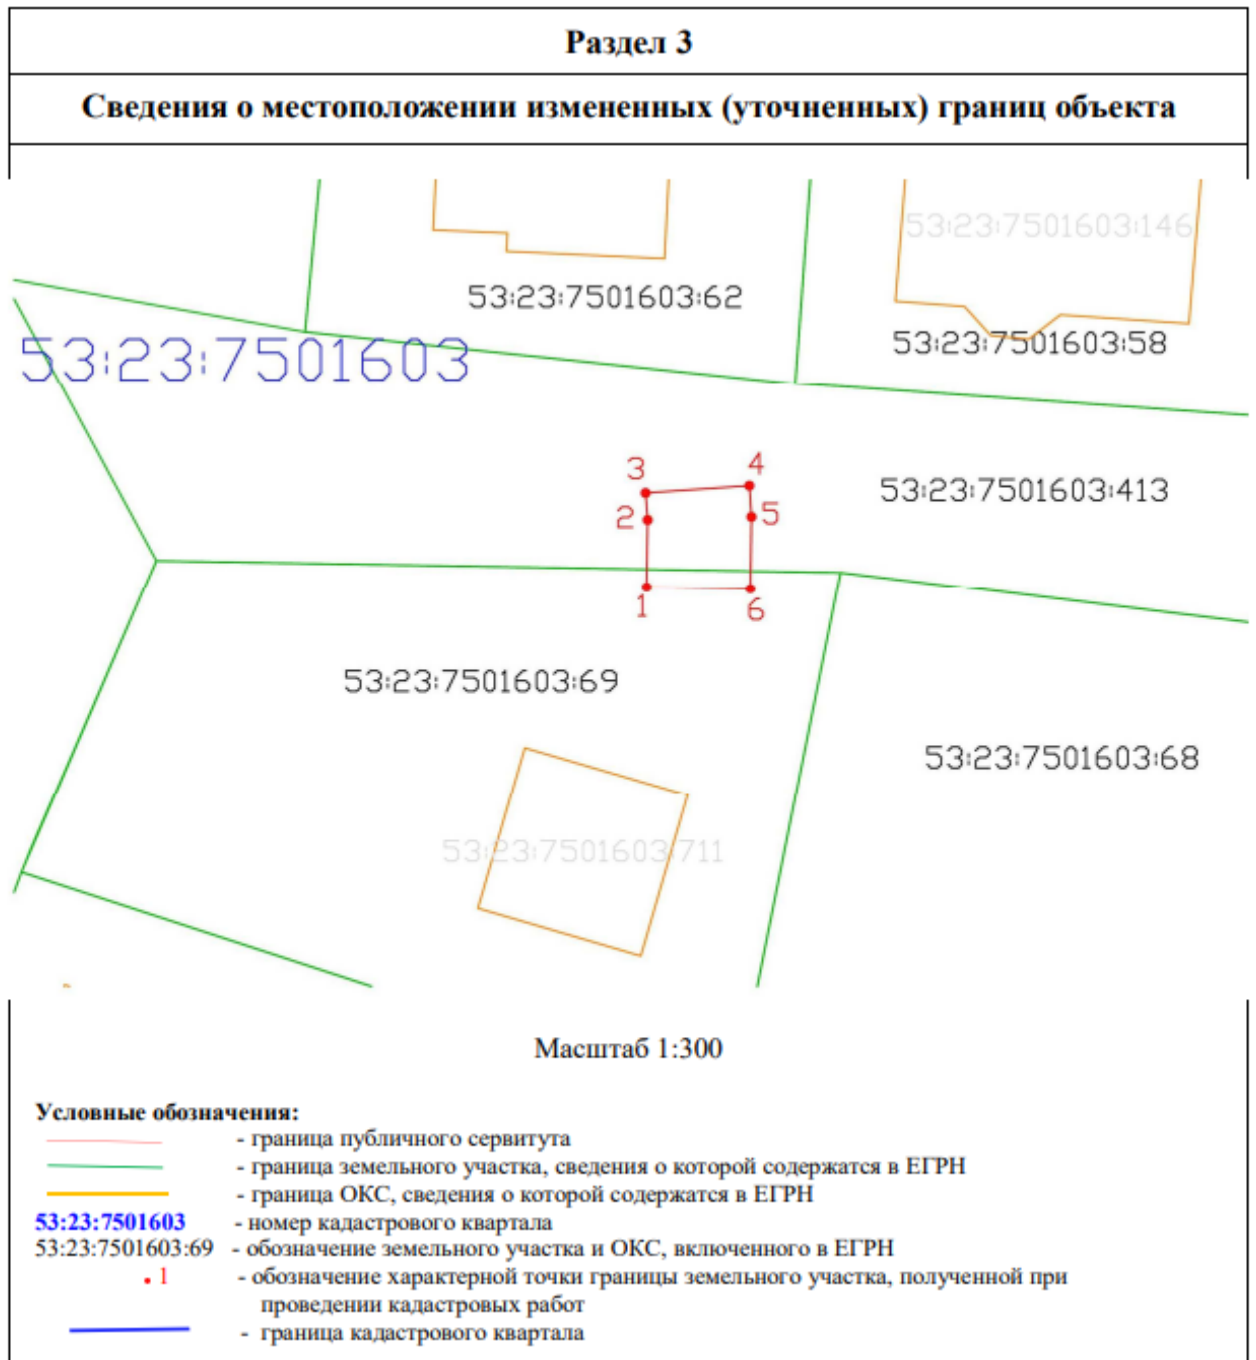 Раздел 3
Сведения о местоположении измененных (уточненных) границ объекта
53:23:7501603:146
53:23:7501603:62
53:23:7501603:58
53:23:7501603
3
4
53:23:7501603:413
2
5
1
6
53:23:7501603:69
53:23:7501603:68
53:23:7501603:711
Масштаб 1:300
Условные обозначения:
- граница публичного сервитута
- граница земельного участка, сведения о которой содержатся в ЕГРН
- граница ОКС, сведения о которой содержатся в ЕГРН
53:23:7501603 - номер кадастрового квартала
53:23:7501603:69 - обозначение земельного участка и ОКС, включенного в ЕГРН
. 1 - обозначение характерной точки границы земельного участка, полученной при
проведении кадастровых работ
- граница кадастрового квартала